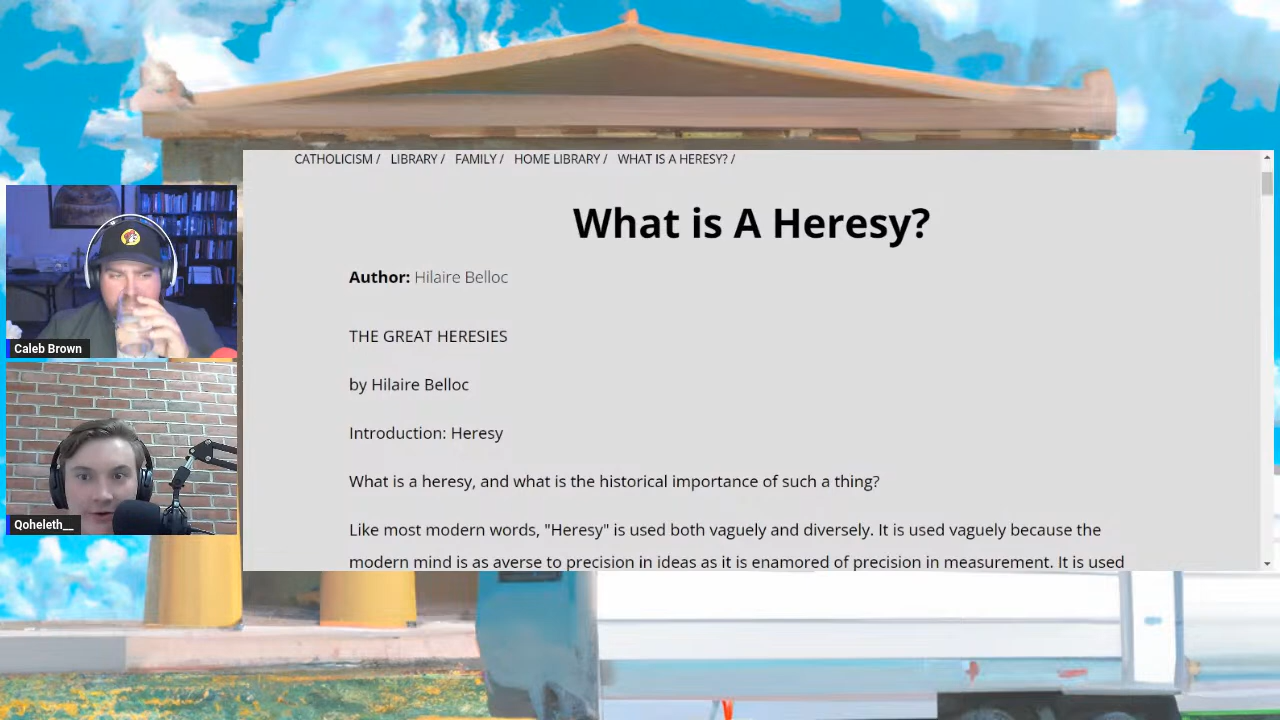 CATHOLICISM / LIBRARY / FAMILY / HOME LIBRARY / WHAT IS A HERESY? /
What is A Heresy?
Author: Hilaire Belloc
THE GREAT HERESIES
by Hilaire Belloc
Introduction: Heresy
What is a heresy, and what is the historical importance of such a thing?
Like most modern words, "Heresy" is used both vaguely and diversely. It is used vaguely because the
modern mind is as averse to precision in ideas as it is enamored of precision in measurement. It is used
Caleb Brown
Qoheleth__